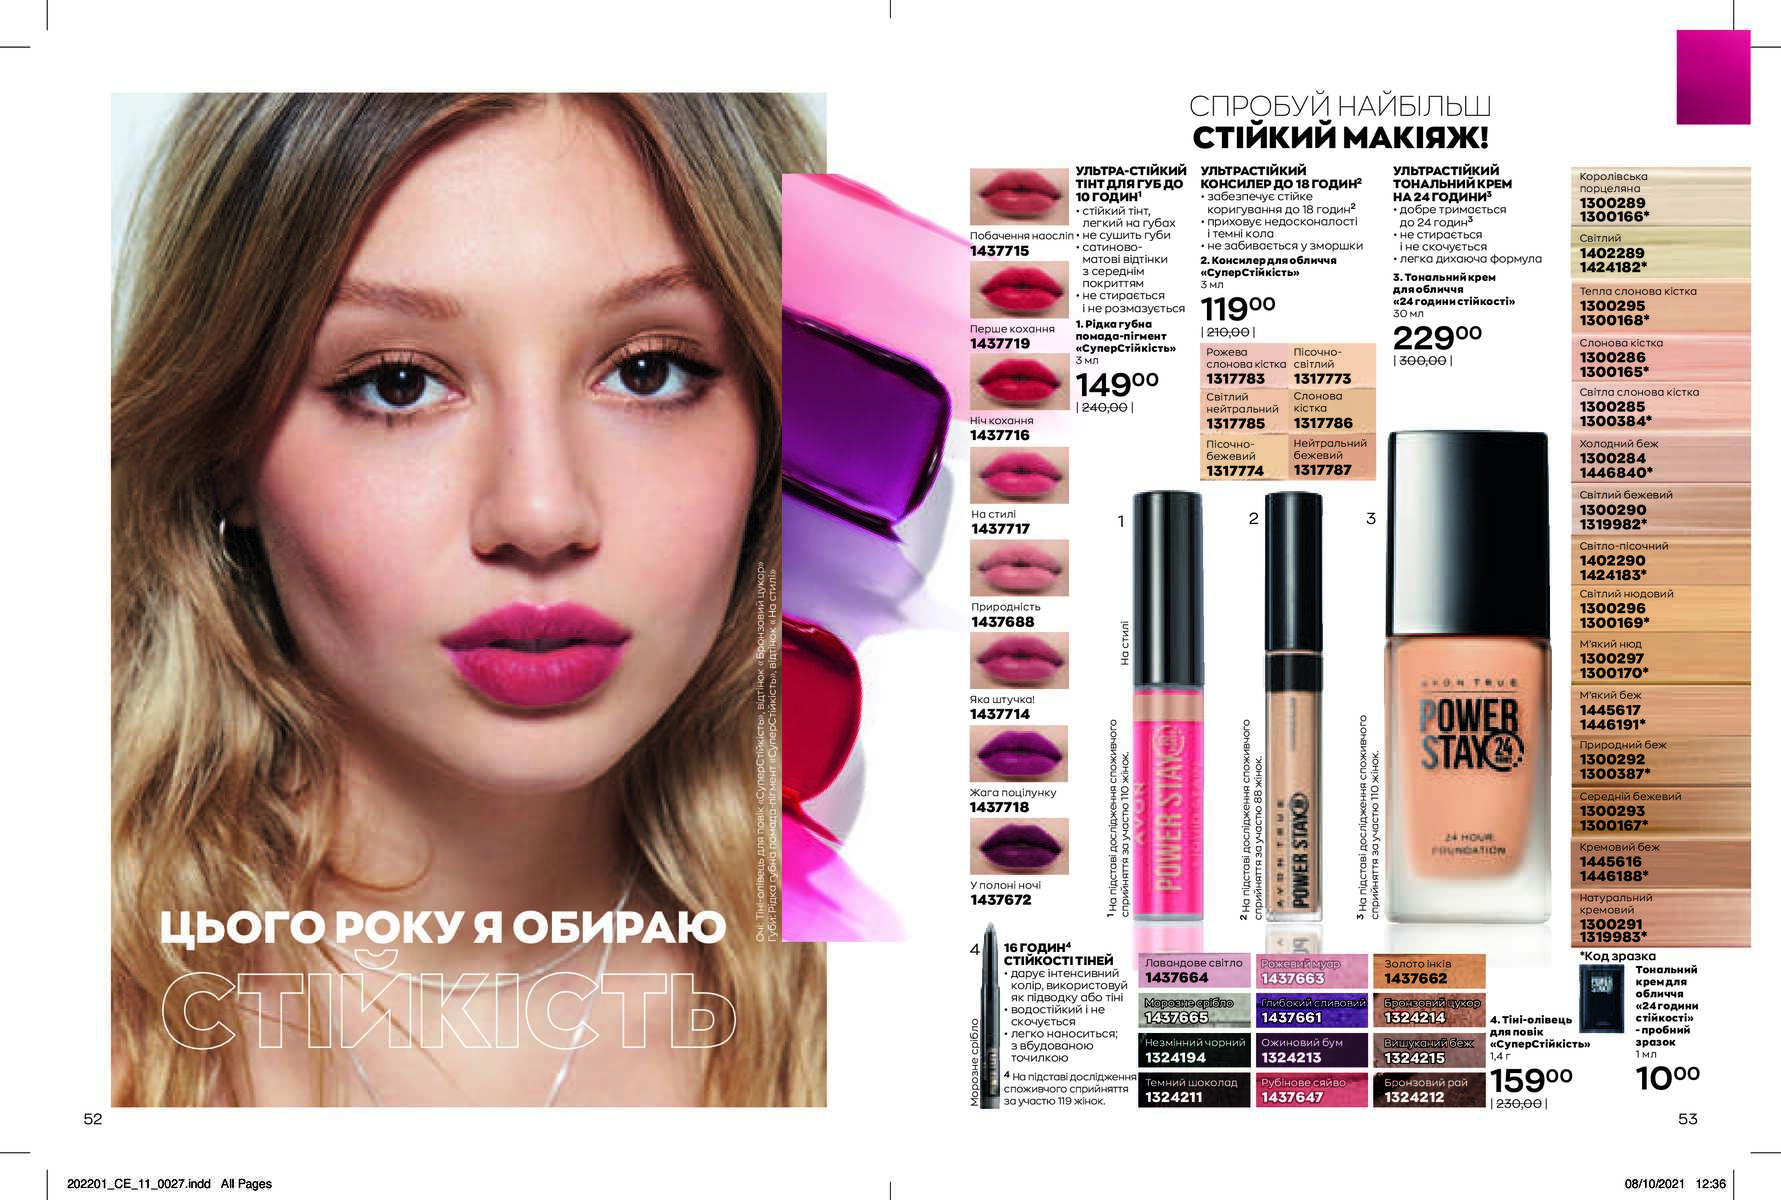 ЦЬОГО РОКУ Я ОБИРАЮ
СТІЙКІСТЬ
Очі: Тіні-олівець для повік «СуперСтійкість», відтінок «Бронзовий цукор»
Губи: Рідка губна помада-пігмент «СуперСтійкість», відтінок «На стилі»
52
СПРОБУЙ НАЙБІЛЬШ
СТІЙКИЙ МАКІЯЖ!
Побачення наосліп
1437715
Перше кохання
1437719
Ніч кохання
1437716
На стилі
1437717
Природність
1437688
Яка штучка!
1437714
Жага поцілунку
1437718
У полоні ночі
1437672
УЛЬТРА-СТІЙКИЙ
ТІНТ ДЛЯ ГУБ ДО
10 ГОДИН¹
• стійкий тінт,
легкий на губах
• не сушить губи
• сатиново-
матові відтінки
з середнім
покриттям
• не стирається
і не розмазується
1. Рідка губна
помада-пігмент
«СуперСтійкість»
3 мл
149⁰⁰
| 240,00 |
УЛЬТРАСТІЙКИЙ
КОНСИЛЕР ДО 18 ГОДИН²
• забезпечує стійке
коригування до 18 годин²
• приховує недосконалості
і темні кола
• не забивається у зморшки
2. Консилер для обличчя
«СуперСтійкість»
3 мл
119⁰⁰
| 210,00 |
Рожева
слонова кістка
1317783
Пісочно-
світлий
1317773
Світлий
нейтральний
1317785
Слонова
кістка
1317786
Пісочно-
бежевий
1317774
Нейтральний
бежевий
1317787
УЛЬТРАСТІЙКИЙ
ТОНАЛЬНИЙ КРЕМ
НА 24 ГОДИНИ³
• добре тримається
до 24 годин³
• не стирається
і не скочується
• легка дихаюча формула
3. Тональний крем
для обличчя
«24 години стійкості»
30 мл
229⁰⁰
| 300,00 |
Королівська
порцеляна
1300289
1300166*
Світлий
1402289
1424182*
Тепла слонова кістка
1300295
1300168*
Слонова кістка
1300286
1300165*
Світла слонова кістка
1300285
1300384*
Холодний беж
1300284
1446840*
Світлий бежевий
1300290
1319982*
Світло-пісочний
1402290
1424183*
Світлий нюдовий
1300296
1300169*
М'який нюд
1300297
1300170*
М'який беж
1445617
1446191*
Природний беж
1300292
1300387*
Середній бежевий
1300293
1300167*
Кремовий беж
1445616
1446188*
Натуральний
кремовий
1300291
1319983*
*Код зразка
1
На стилі
¹ На підставі дослідження споживчого
сприйняття за участю 110 жінок.
AVON
POWER STAY
2
² На підставі дослідження споживчого
сприйняття за участю 88 жінок.
AVON TRUE
POWER STAY
3
³ На підставі дослідження споживчого
сприйняття за участю 110 жінок.
AVON TRUE
POWER
STAY 24
24 HOUR
FOUNDATION
4
Морозне срібло
16 ГОДИН⁴
СТІЙКОСТІ ТІНЕЙ
• дарує інтенсивний
колір, використовуй
як підводку або тіні
• водостійкий і не
скочується
• легко наноситься;
з вбудованою
точилкою
⁴ На підставі дослідження
споживчого сприйняття
за участю 119 жінок.
Лавандове світло
1437664
Рожевий муар
1437663
Золото інків
1437662
Морозне срібло
1437665
Глибокий сливовий
1437661
Бронзовий цукор
1324214
Незмінний чорний
1324194
Ожиновий бум
1324213
Вишуканий беж
1324215
Темний шоколад
1324211
Рубінове сяйво
1437647
Бронзовий рай
1324212
4. Тіні-олівець
для повік
«СуперСтійкість»
1,4 г
159⁰⁰
| 230,00 |
Тональний
крем для
обличчя
«24 години
стійкості»
- пробний
зразок
1 мл
10⁰⁰
53
202201_CE_11_0027.indd All Pages
08/10/2021 12:36